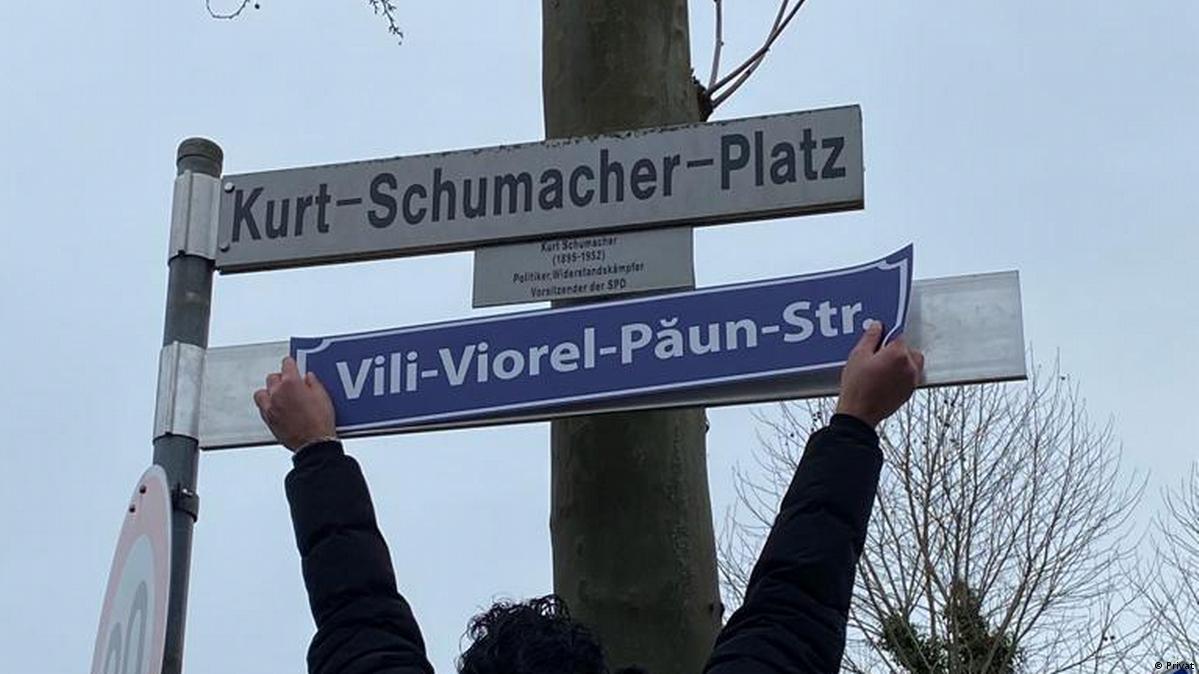 Kurt-Schumacher-Platz
Kurt Schumacher
(1895-1952)
Politiker, Widerstandskämpfer
Vorsitzender der SPD
Vili-Viorel-Păun-Str.
© Privat